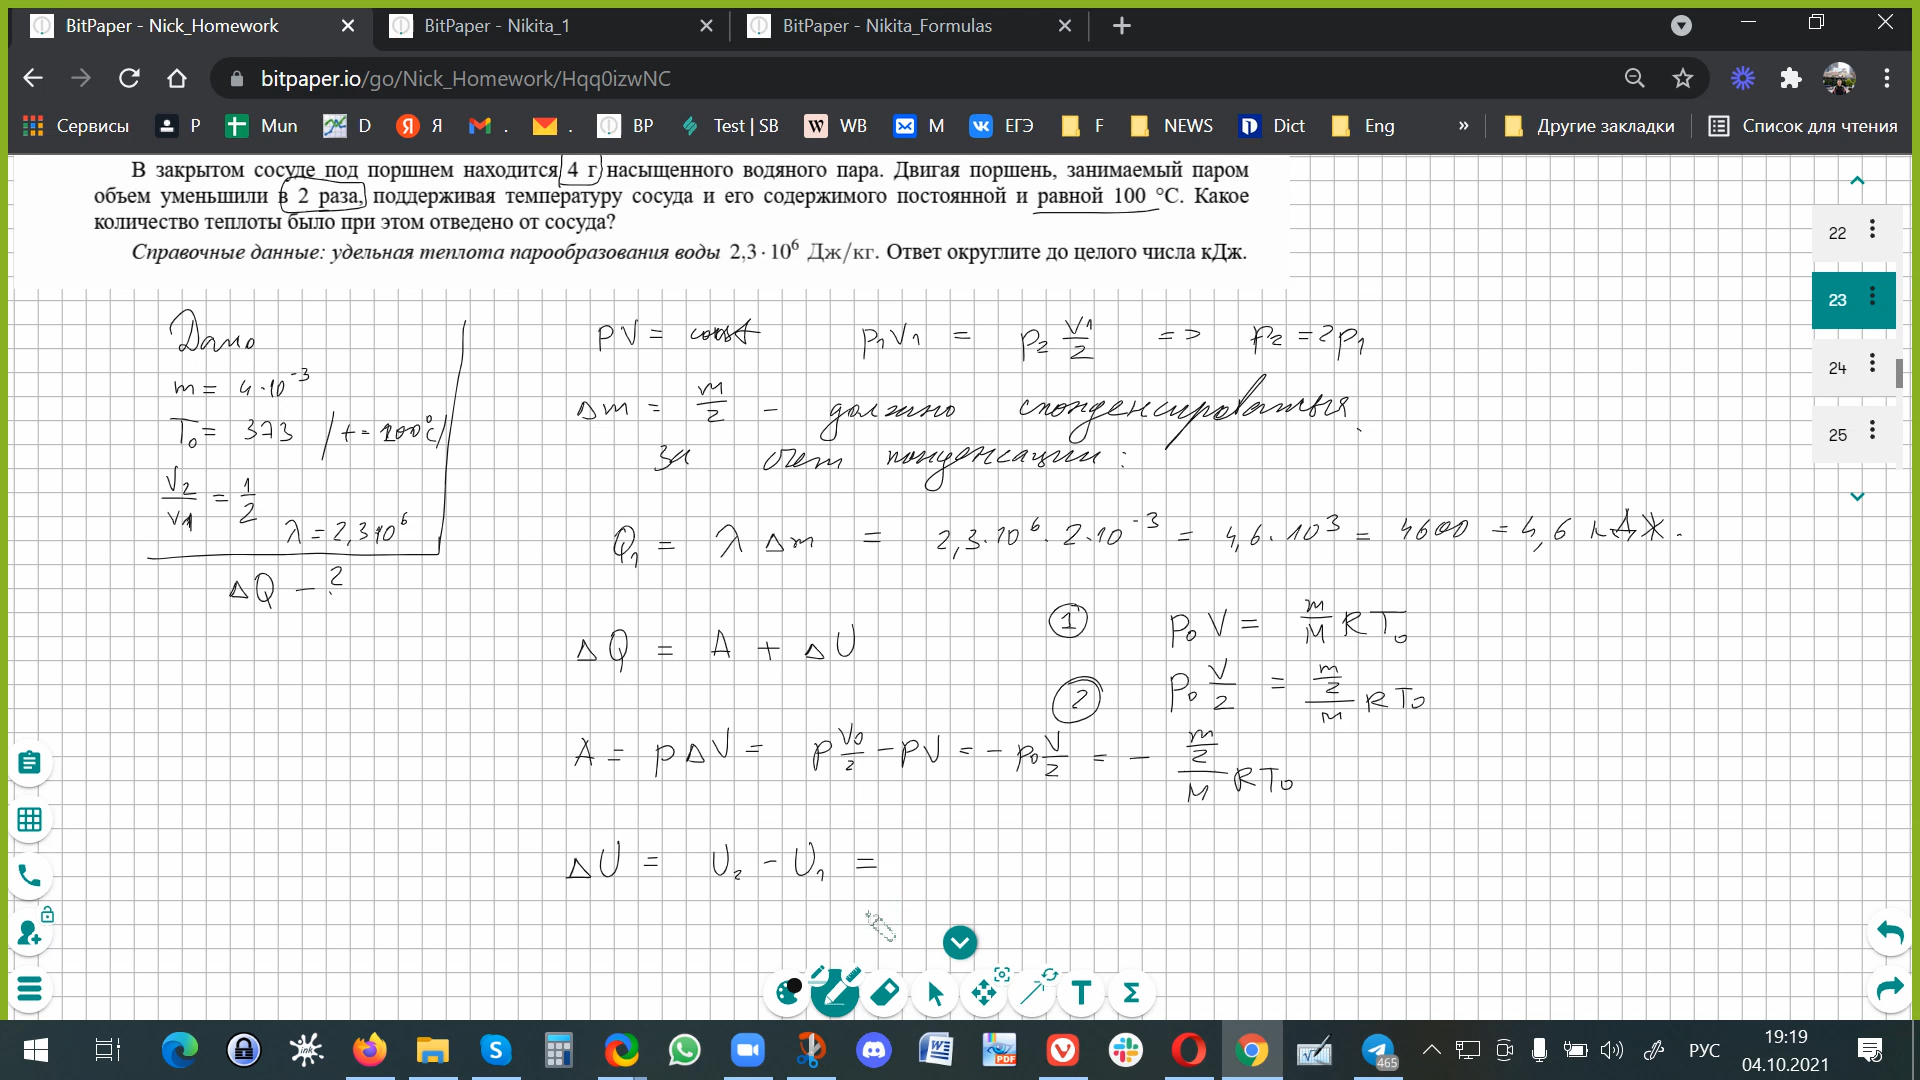 BitPaper - Nick_Homework
BitPaper - Nikita_1
BitPaper - Nikita_Formulas
bitpaper.io/go/Nick_Homework/Hqq0izwNC
Сервисы P Mun D Я . . BP Test | SB WB M ЕГЭ F NEWS Dict Eng » Другие закладки Список для чтения
В закрытом сосуде под поршнем находится 4 г насыщенного водяного пара. Двигая поршень, занимаемый паром
объем уменьшили в 2 раза, поддерживая температуру сосуда и его содержимого постоянной и равной 100 °С. Какое
количество теплоты было при этом отведено от сосуда?
Справочные данные: удельная теплота парообразования воды 2,3 · 10⁶ Дж/кг. Ответ округлите до целого числа кДж.
22
23
24
25
Дано
m = 4·10⁻³
T₀ = 373 / t = 100°C/
V₂/V₁ = 1/2
λ = 2,3·10⁶
ΔQ – ?
PV = const p₁V₁ = p₂ V₁/2 => p₂ = 2p₁
Δm = m/2 – должно сконденсироваться.
За счет конденсации:
Q₁ = λ Δm = 2,3·10⁶ · 2·10⁻³ = 4,6·10³ = 4600 = 4,6 кДж.
ΔQ = A + ΔU
① p₀V = m/M RT₀
② p₀ V/2 = (m/2)/M RT₀
A = pΔV = p V₀/2 – pV = – p₀ V/2 = – (m/2)/M RT₀
ΔU = U₂ – U₁ =
T Σ
PDF
465
РУС
19:19
04.10.2021